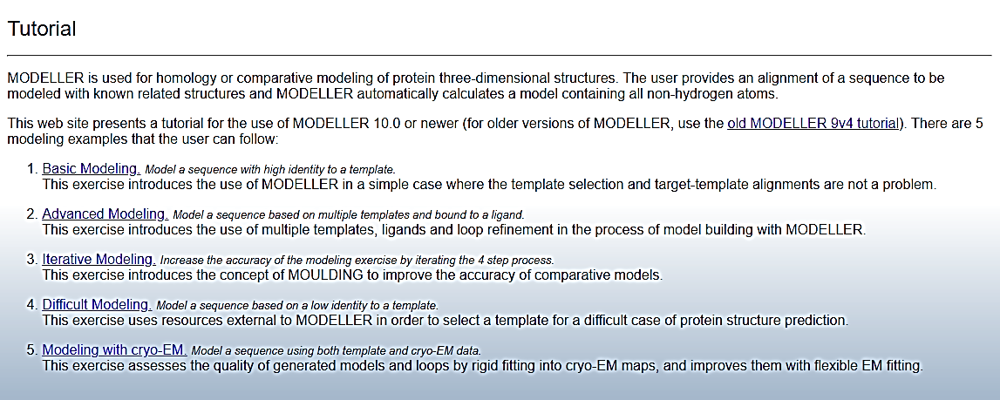 Tutorial
MODELLER is used for homology or comparative modeling of protein three-dimensional structures. The user provides an alignment of a sequence to be
modeled with known related structures and MODELLER automatically calculates a model containing all non-hydrogen atoms.
This web site presents a tutorial for the use of MODELLER 10.0 or newer (for older versions of MODELLER, use the old MODELLER 9v4 tutorial). There are 5
modeling examples that the user can follow:
1. Basic Modeling. Model a sequence with high identity to a template.
This exercise introduces the use of MODELLER in a simple case where the template selection and target-template alignments are not a problem.
2. Advanced Modeling. Model a sequence based on multiple templates and bound to a ligand.
This exercise introduces the use of multiple templates, ligands and loop refinement in the process of model building with MODELLER.
3. Iterative Modeling. Increase the accuracy of the modeling exercise by iterating the 4 step process.
This exercise introduces the concept of MOULDING to improve the accuracy of comparative models.
4. Difficult Modeling. Model a sequence based on a low identity to a template.
This exercise uses resources external to MODELLER in order to select a template for a difficult case of protein structure prediction.
5. Modeling with cryo-EM. Model a sequence using both template and cryo-EM data.
This exercise assesses the quality of generated models and loops by rigid fitting into cryo-EM maps, and improves them with flexible EM fitting.